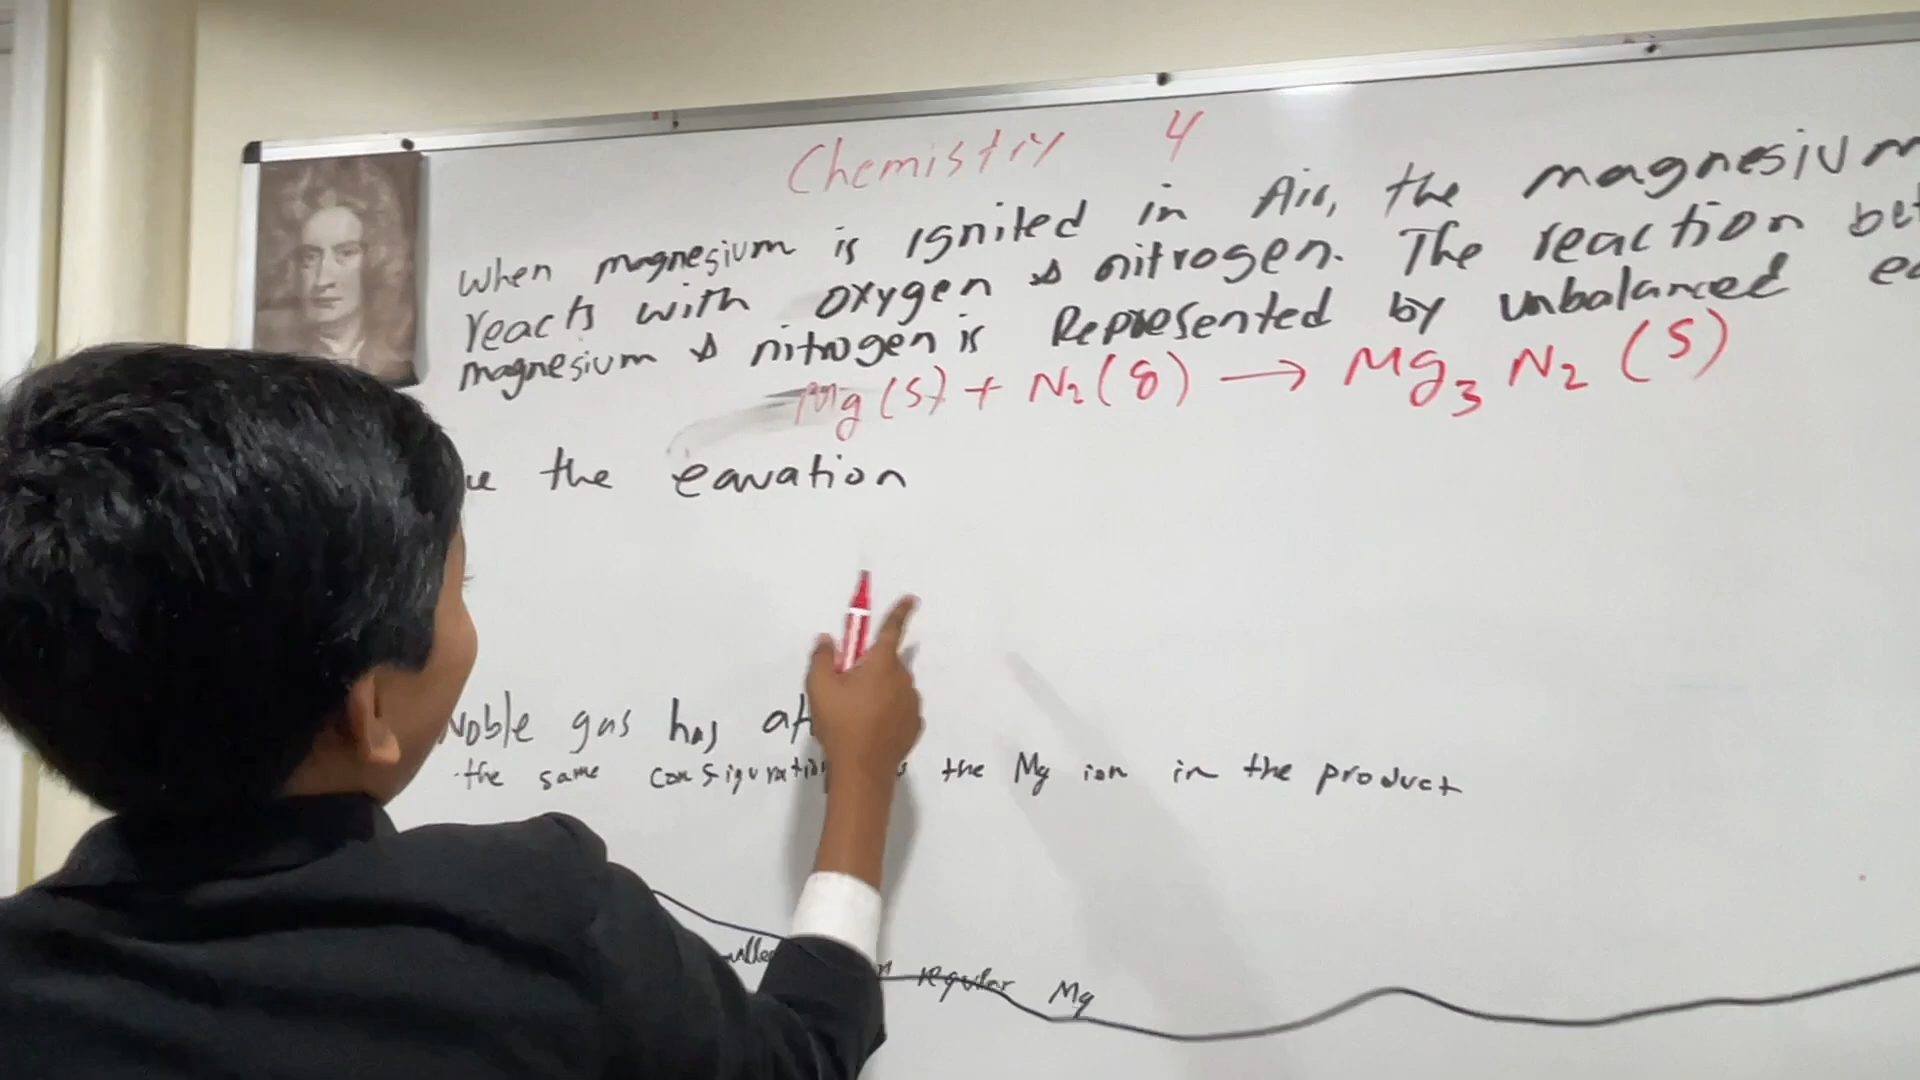 Chemistry 4
When magnesium is ignited in Air, the magnesium
reacts with oxygen & nitrogen. The reaction bet
magnesium & nitrogen is Represented by unbalanced
Mg (s) + N2 (g) → Mg3 N2 (s)
the eauation
Noble gas has
the same configuration the Mg ion in the product
regular Mg